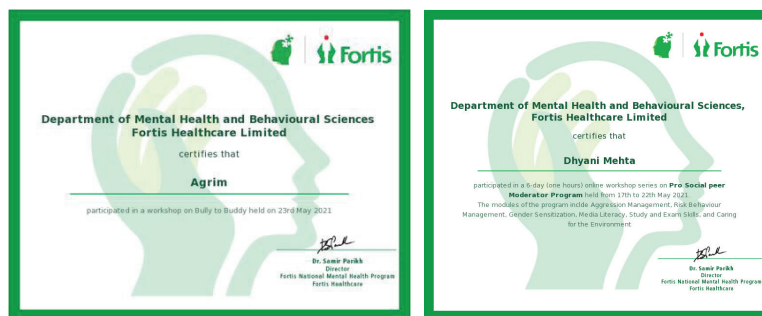 Fortis
Department of Mental Health and Behavioural Sciences
Fortis Healthcare Limited
certifies that
Agrim
participated in a workshop on Bully to Buddy held on 23rd May 2021
Dr. Samir Parikh
Director
Fortis National Mental Health Program
Fortis Healthcare
Fortis
Department of Mental Health and Behavioural Sciences,
Fortis Healthcare Limited
certifies that
Dhyani Mehta
participated in a 6-day (one hours) online workshop series on Pro Social peer
Moderator Program held from 17th to 22th May 2021.
The modules of the program inclde Aggression Management, Risk Behaviour
Management, Gender Sensitization, Media Literacy, Study and Exam Skills, and Caring
for the Environment
Dr. Samir Parikh
Director
Fortis National Mental Health Program
Fortis Healthcare